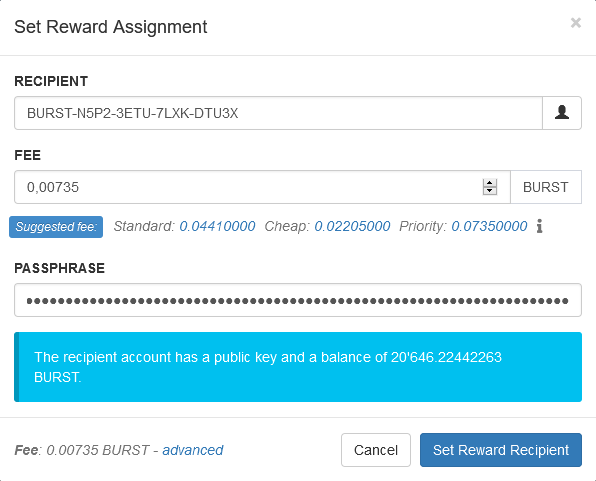 Set Reward Assignment ×
RECIPIENT
BURST-N5P2-3ETU-7LXK-DTU3X
FEE
0,00735 BURST
Suggested fee: Standard: 0.04410000 Cheap: 0.02205000 Priority: 0.07350000
PASSPHRASE
The recipient account has a public key and a balance of 20'646.22442263
BURST.
Fee: 0.00735 BURST - advanced Cancel Set Reward Recipient